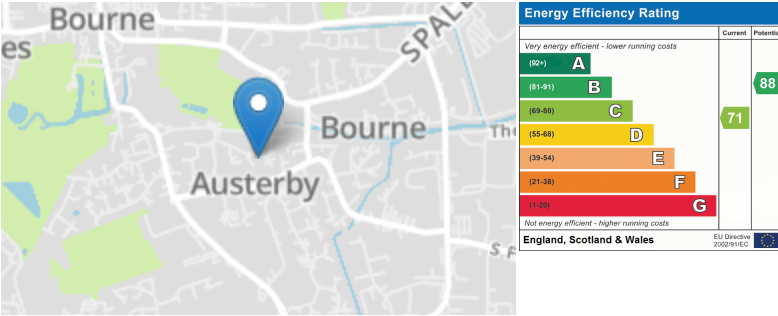 Bourne
es
SPALD
Bourne
Th
Austerby
S P
Energy Efficiency Rating
Current Potentia
Very energy efficient - lower running costs
(92+) A
(81-91) B
88
(69-80) C
71
(55-68) D
(39-54) E
(21-38) F
(1-20) G
Not energy efficient - higher running costs
England, Scotland & Wales
EU Directive
2002/91/EC